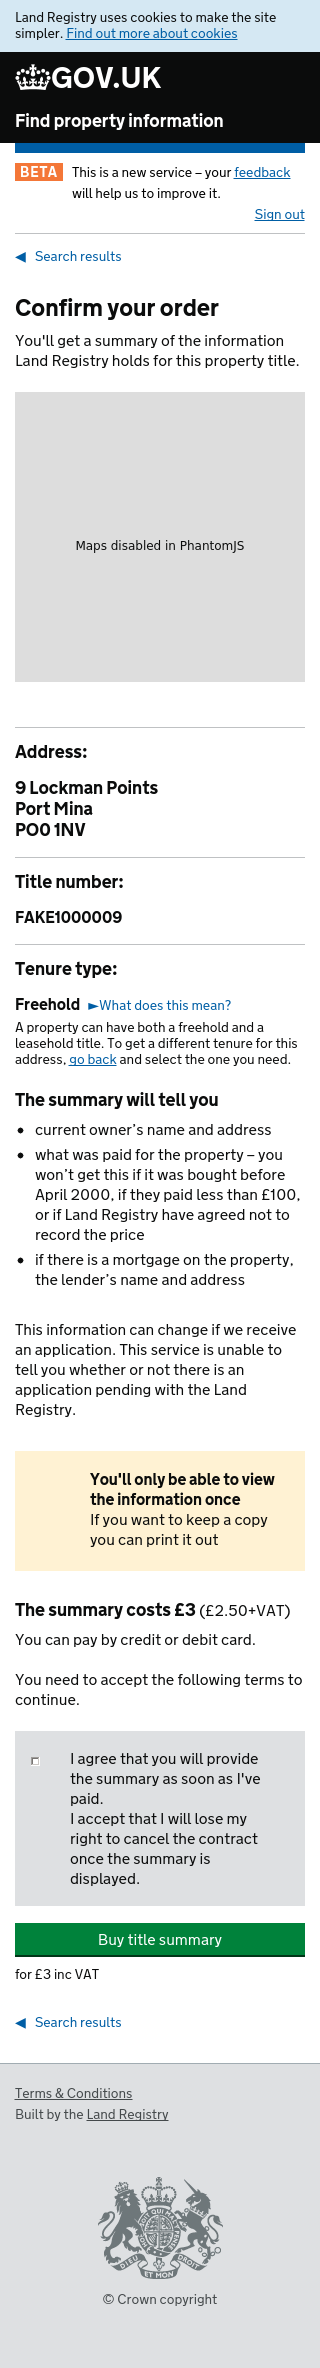 Land Registry uses cookies to make the site
simpler. Find out more about cookies
GOV.UK
Find property information
BETA This is a new service – your feedback
will help us to improve it.
Sign out
◀ Search results
Confirm your order
You'll get a summary of the information
Land Registry holds for this property title.
Maps disabled in PhantomJS
Address:
9 Lockman Points
Port Mina
PO0 1NV
Title number:
FAKE1000009
Tenure type:
Freehold ►What does this mean?
A property can have both a freehold and a
leasehold title. To get a different tenure for this
address, go back and select the one you need.
The summary will tell you
• current owner’s name and address
• what was paid for the property – you
won’t get this if it was bought before
April 2000, if they paid less than £100,
or if Land Registry have agreed not to
record the price
• if there is a mortgage on the property,
the lender’s name and address
This information can change if we receive
an application. This service is unable to
tell you whether or not there is an
application pending with the Land
Registry.
You'll only be able to view
the information once
If you want to keep a copy
you can print it out
The summary costs £3 (£2.50+VAT)
You can pay by credit or debit card.
You need to accept the following terms to
continue.
I agree that you will provide
the summary as soon as I've
paid.
I accept that I will lose my
right to cancel the contract
once the summary is
displayed.
Buy title summary
for £3 inc VAT
◀ Search results
Terms & Conditions
Built by the Land Registry
DIEU ET MON DROIT
© Crown copyright